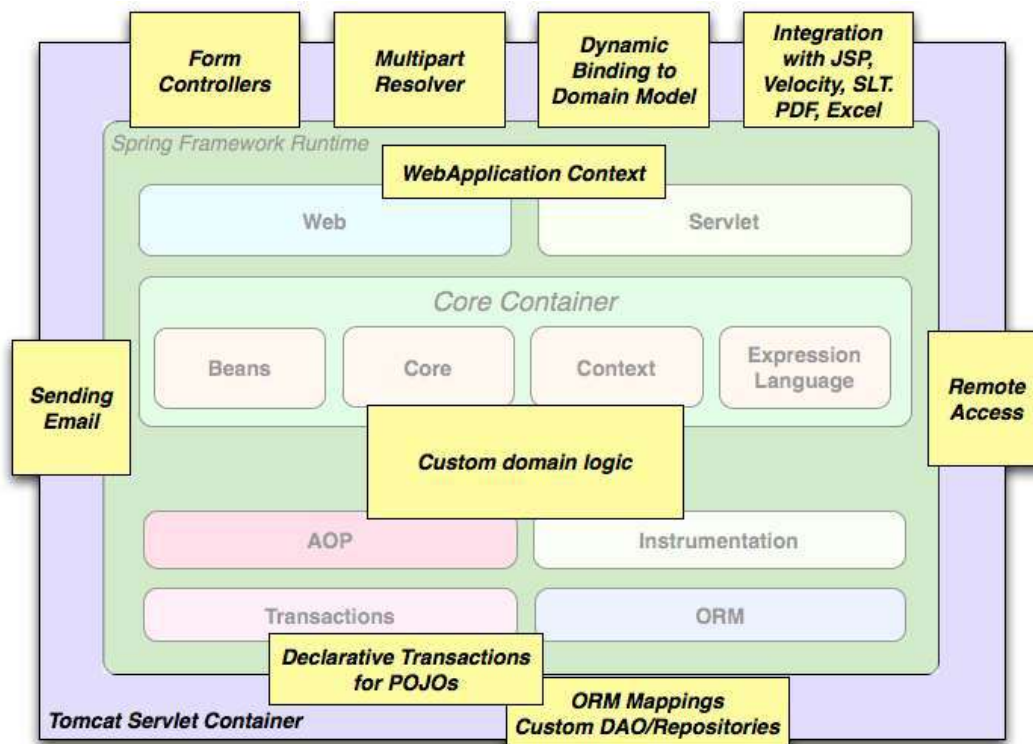 Form
Controllers
Multipart
Resolver
Dynamic
Binding to
Domain Model
Integration
with JSP,
Velocity, SLT.
PDF, Excel
Spring Framework Runtime
WebApplication Context
Web
Servlet
Core Container
Beans
Core
Context
Expression
Language
Sending
Email
Remote
Access
Custom domain logic
AOP
Instrumentation
Transactions
ORM
Declarative Transactions
for POJOs
ORM Mappings
Custom DAO/Repositories
Tomcat Servlet Container